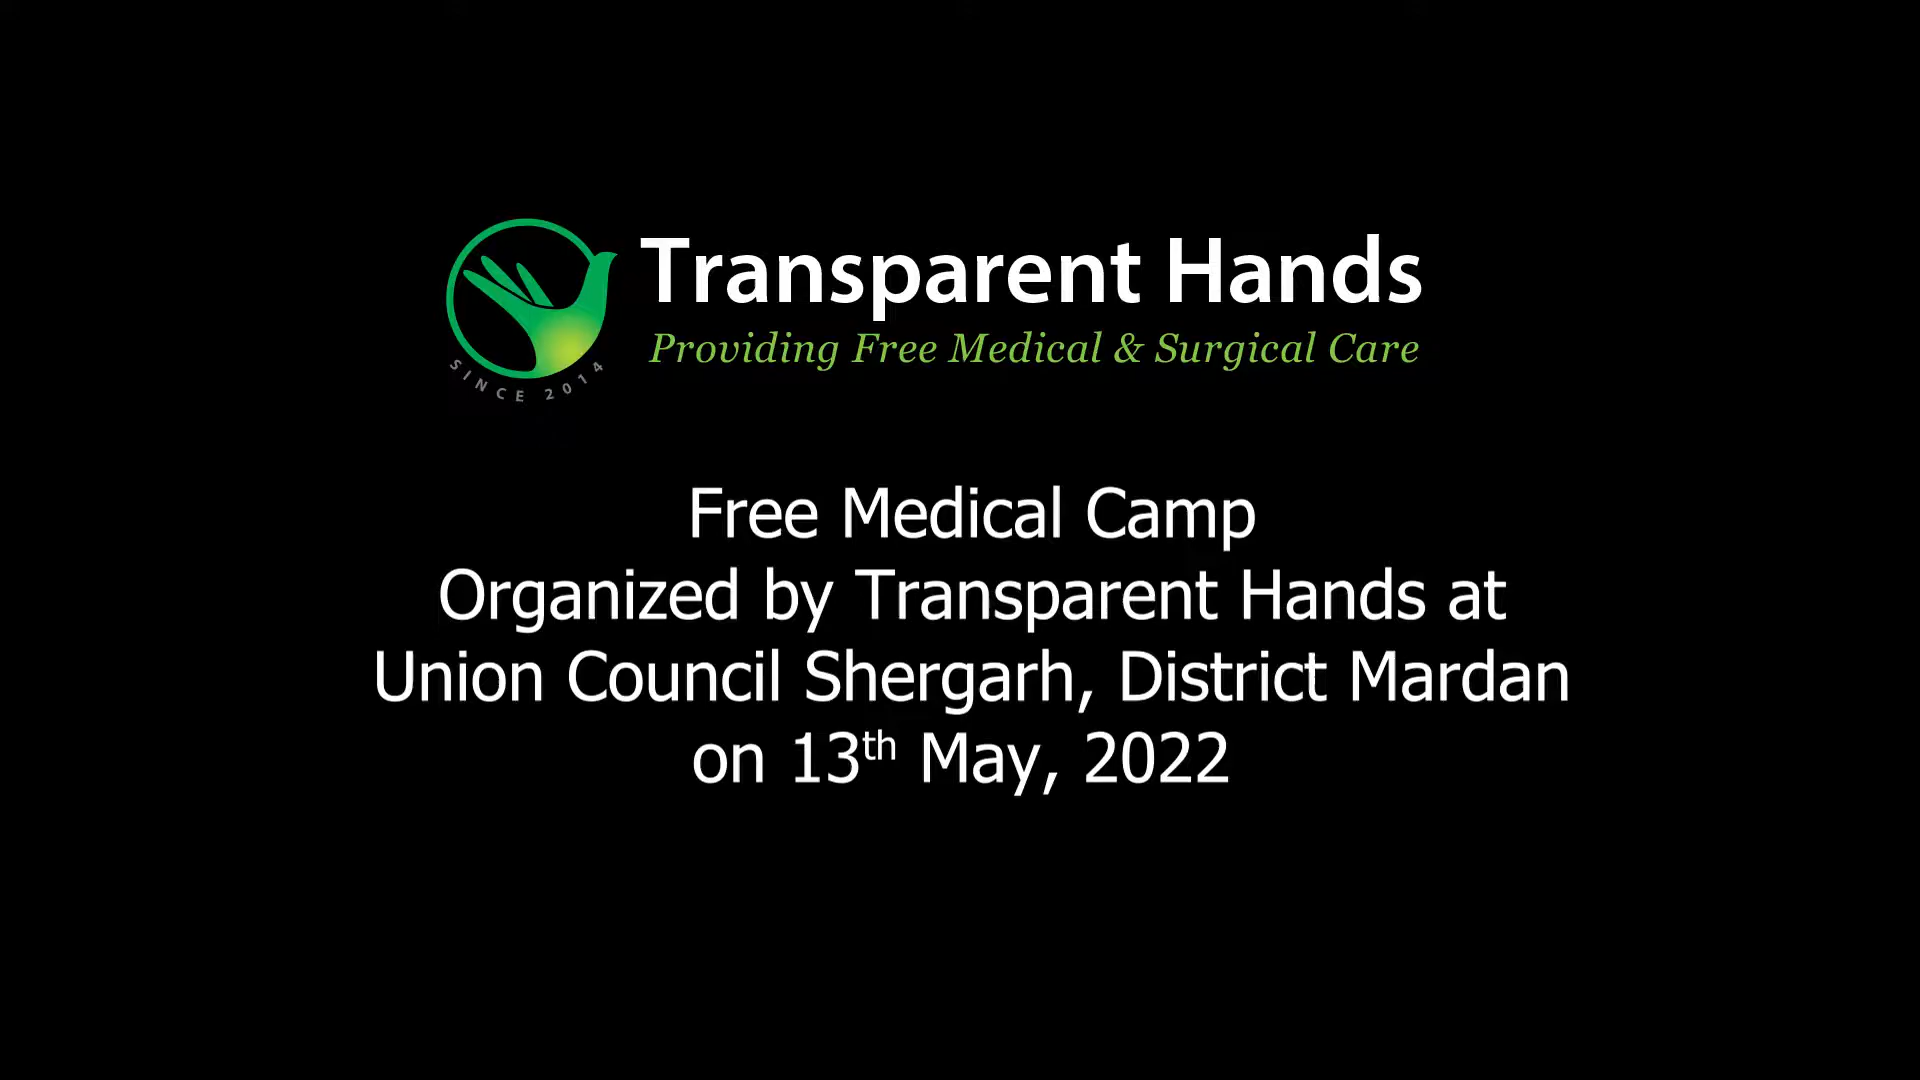 Transparent Hands
Providing Free Medical & Surgical Care
SINCE 2014
Free Medical Camp
Organized by Transparent Hands at
Union Council Shergarh, District Mardan
on 13th May, 2022